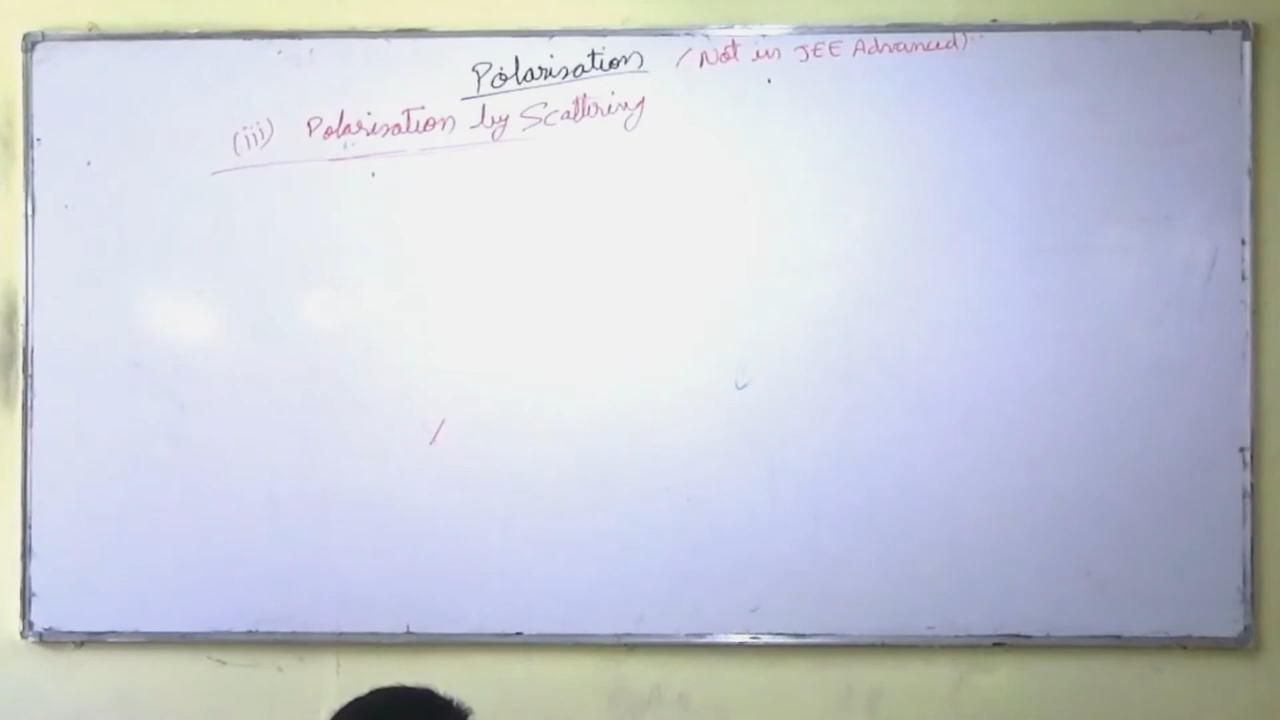 Polarisation (Not in JEE Advanced)
(iii) Polarisation by Scattering